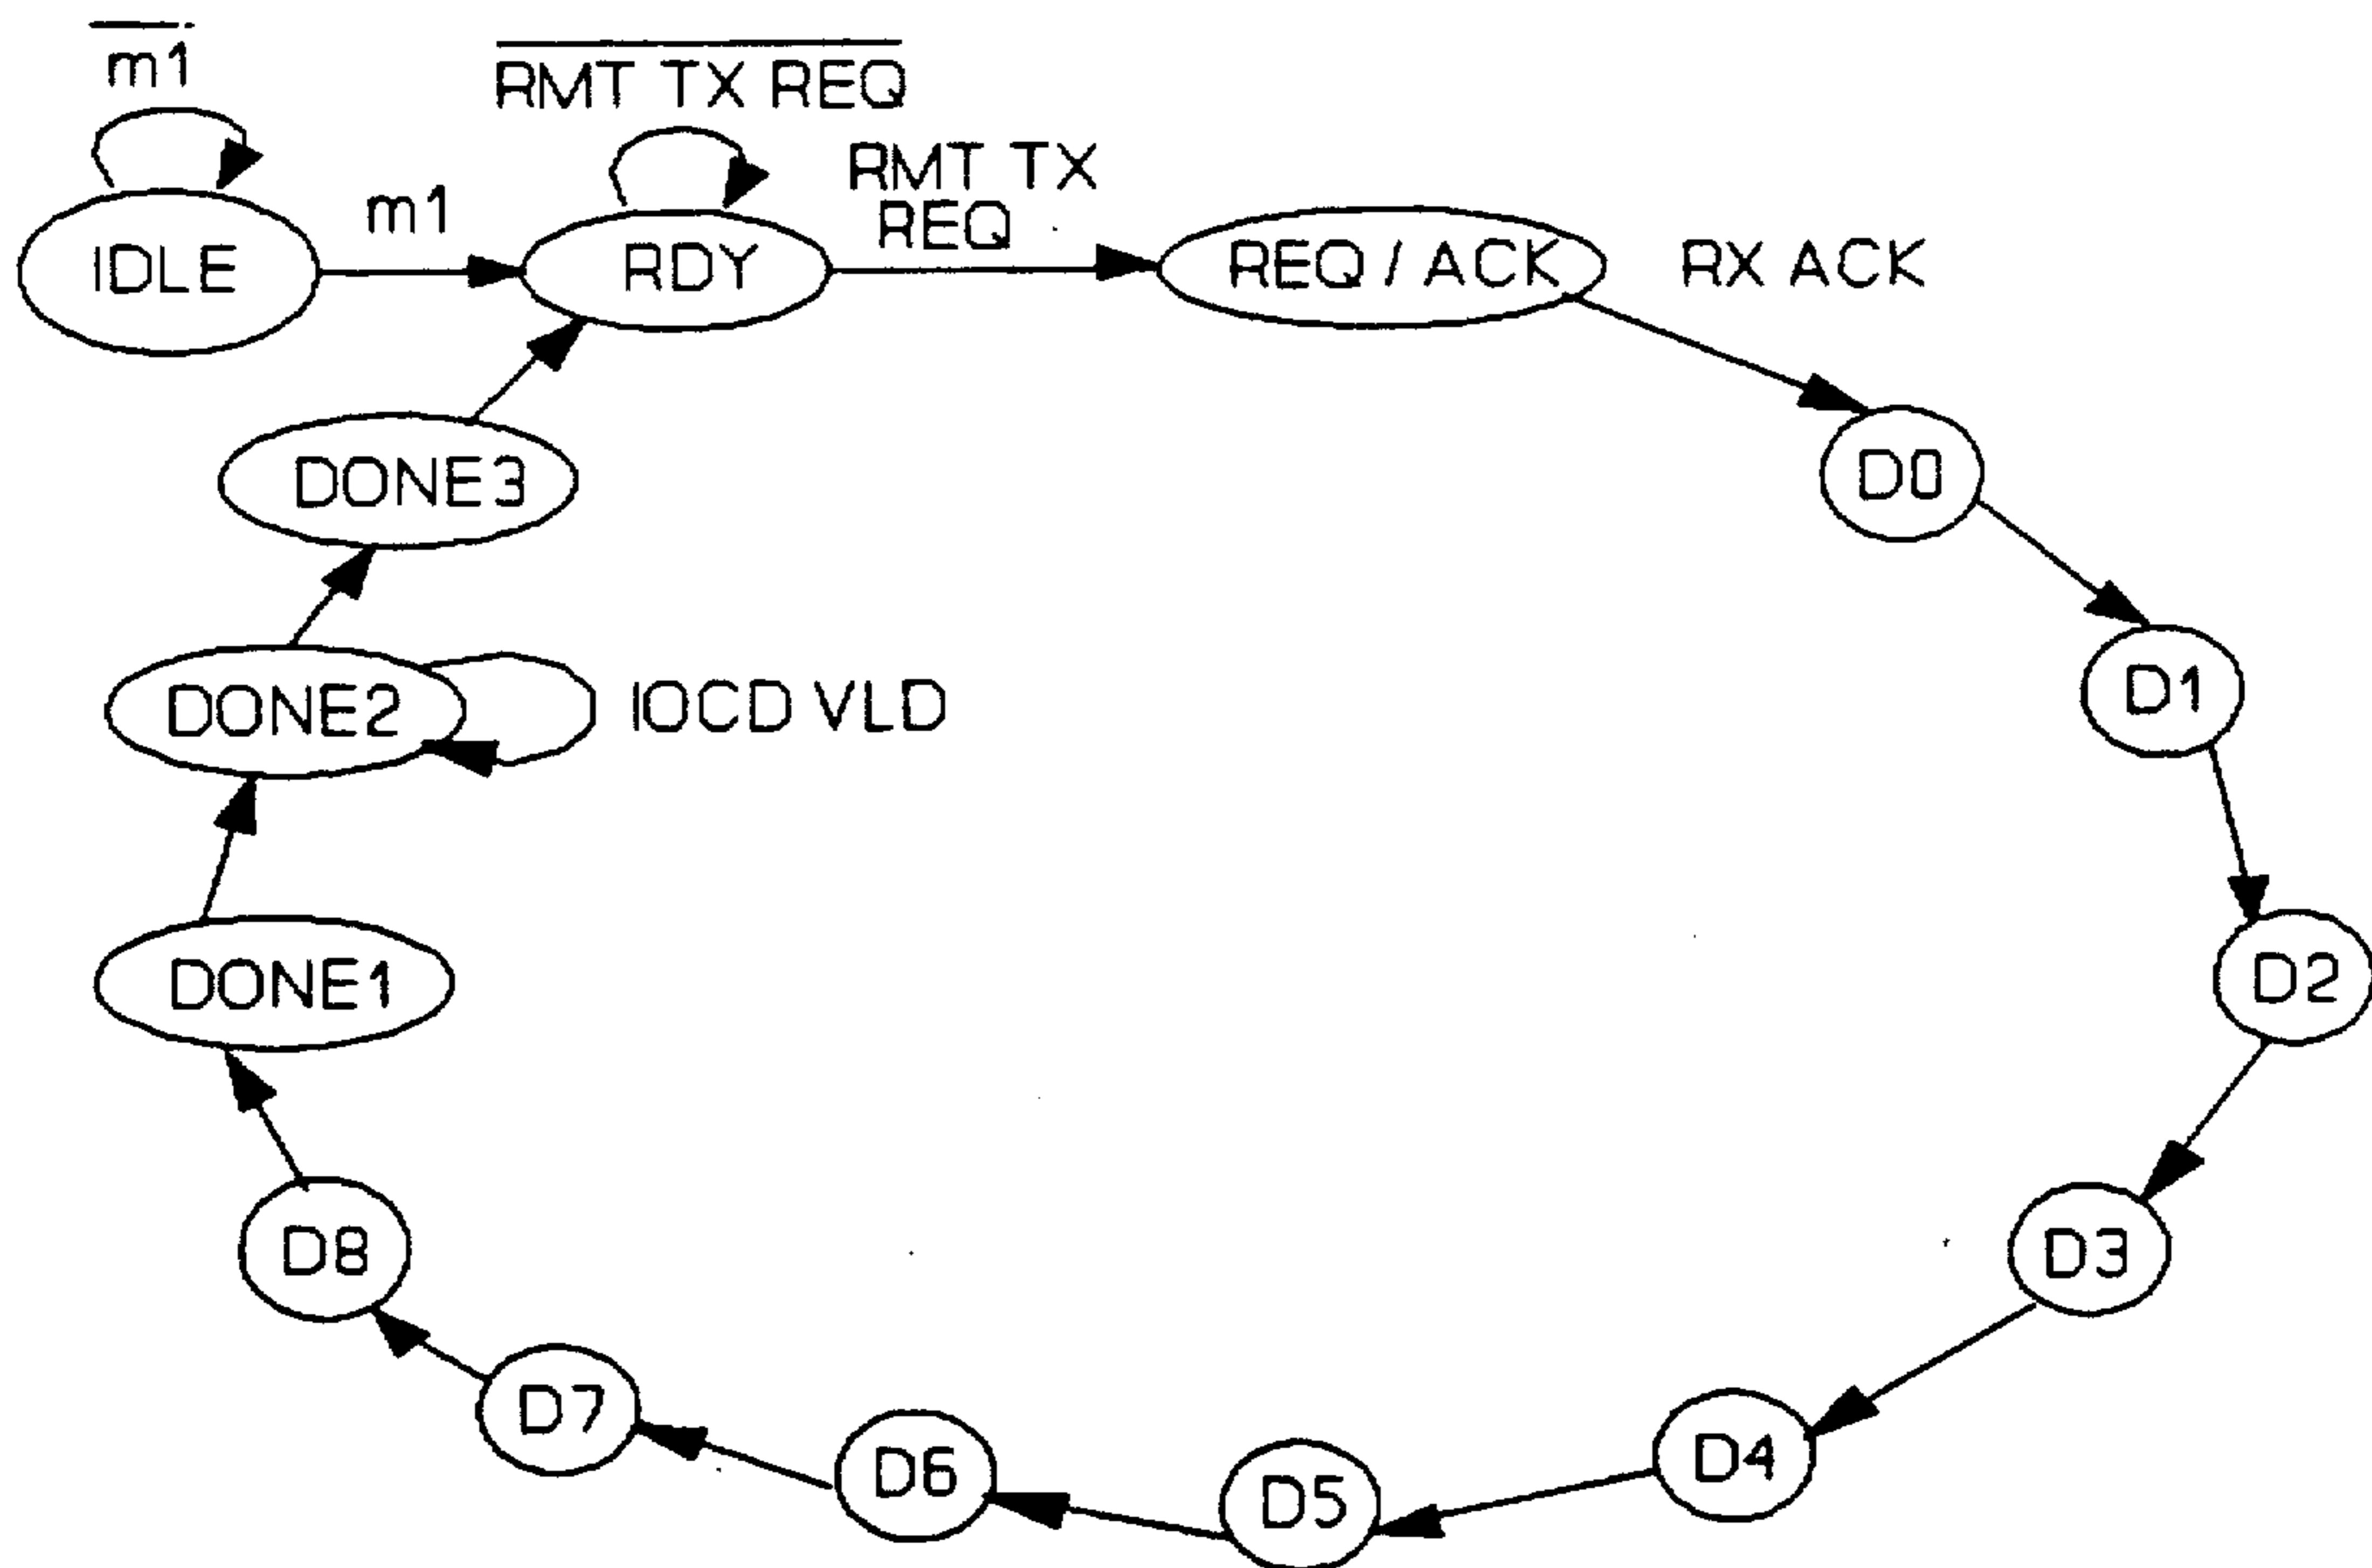 m1
RMT TX REQ
RMT TX
REQ
m1
IDLE
RDY
REQ / ACK
RX ACK
DONE3
D0
DONE2
IOCD VLD
D1
DONE1
D2
D8
D3
D7
D6
D5
D4